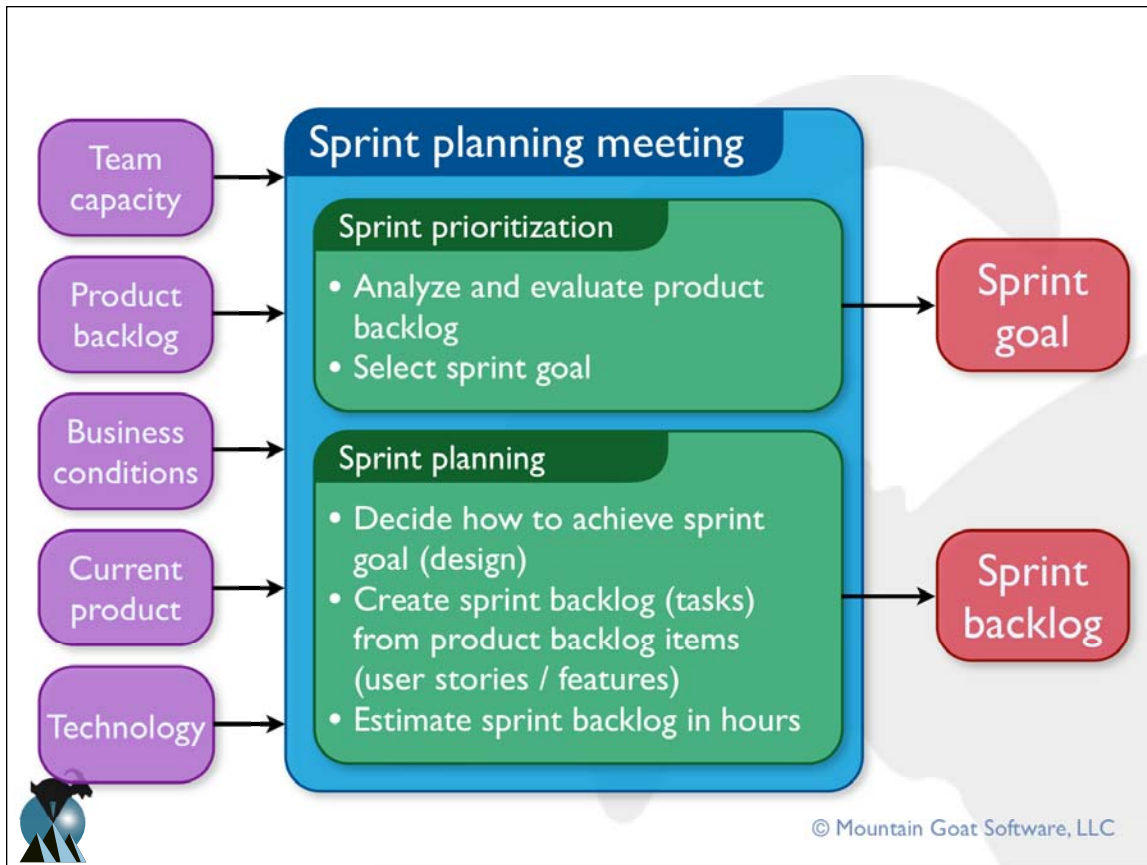 Team
capacity
Product
backlog
Business
conditions
Current
product
Technology
Sprint planning meeting
Sprint prioritization
• Analyze and evaluate product
backlog
• Select sprint goal
Sprint planning
• Decide how to achieve sprint
goal (design)
• Create sprint backlog (tasks)
from product backlog items
(user stories / features)
• Estimate sprint backlog in hours
Sprint
goal
Sprint
backlog
© Mountain Goat Software, LLC